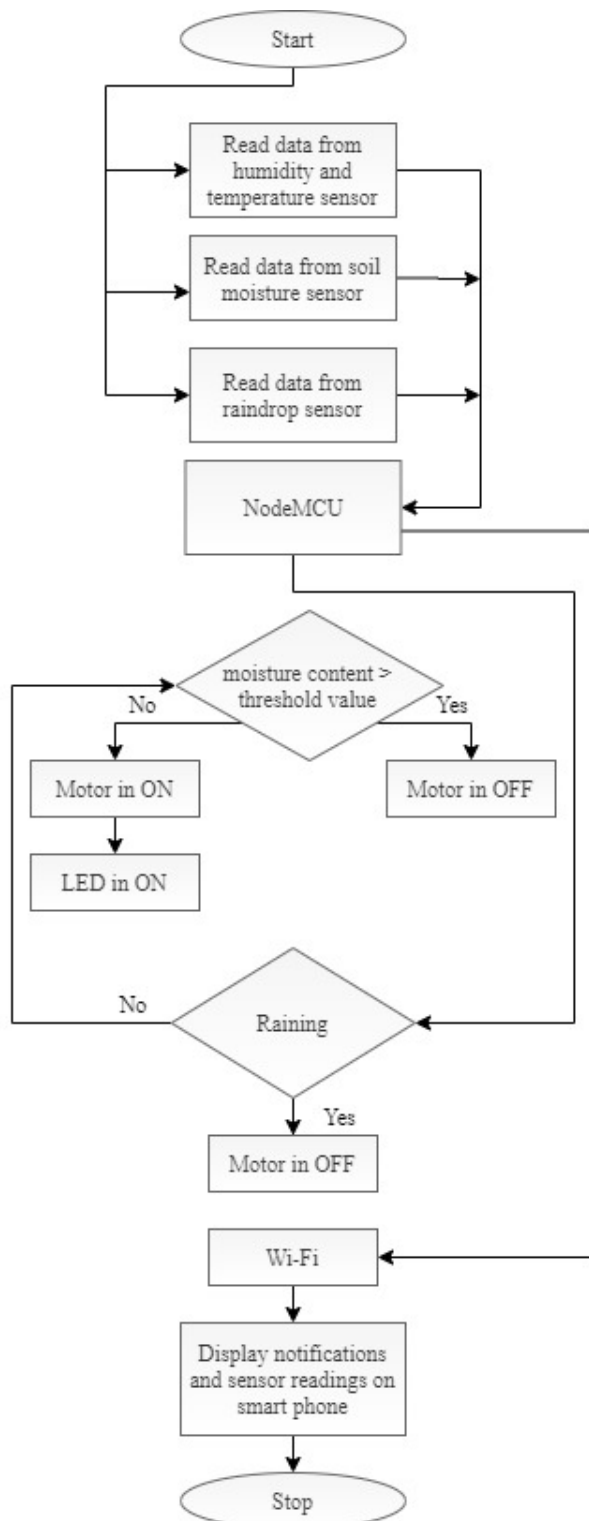 Start
Read data from
humidity and
temperature sensor
Read data from soil
moisture sensor
Read data from
raindrop sensor
NodeMCU
moisture content >
threshold value
No
Yes
Motor in ON
Motor in OFF
LED in ON
No
Raining
Yes
Motor in OFF
Wi-Fi
Display notifications
and sensor readings on
smart phone
Stop